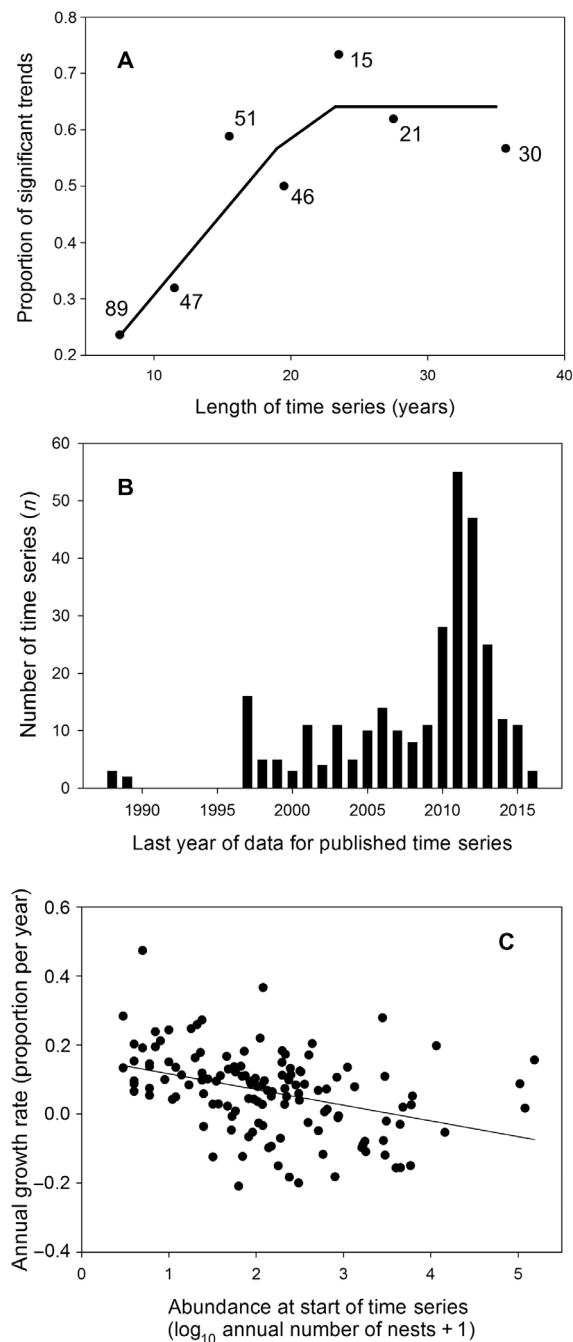 0.8
A
15
0.7
51
0.6
21
30
0.5
46
0.4
0.3
89
47
0.2
Proportion of significant trends
10 20 30 40
Length of time series (years)
60
B
50
40
30
20
10
0
Number of time series (n)
1990 1995 2000 2005 2010 2015
Last year of data for published time series
0.6
C
0.4
0.2
0.0
−0.2
−0.4
Annual growth rate (proportion per year)
0 1 2 3 4 5
Abundance at start of time series
(log10 annual number of nests + 1)